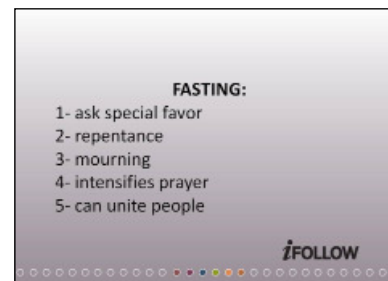 FASTING:
1- ask special favor
2- repentance
3- mourning
4- intensifies prayer
5- can unite people
iFOLLOW